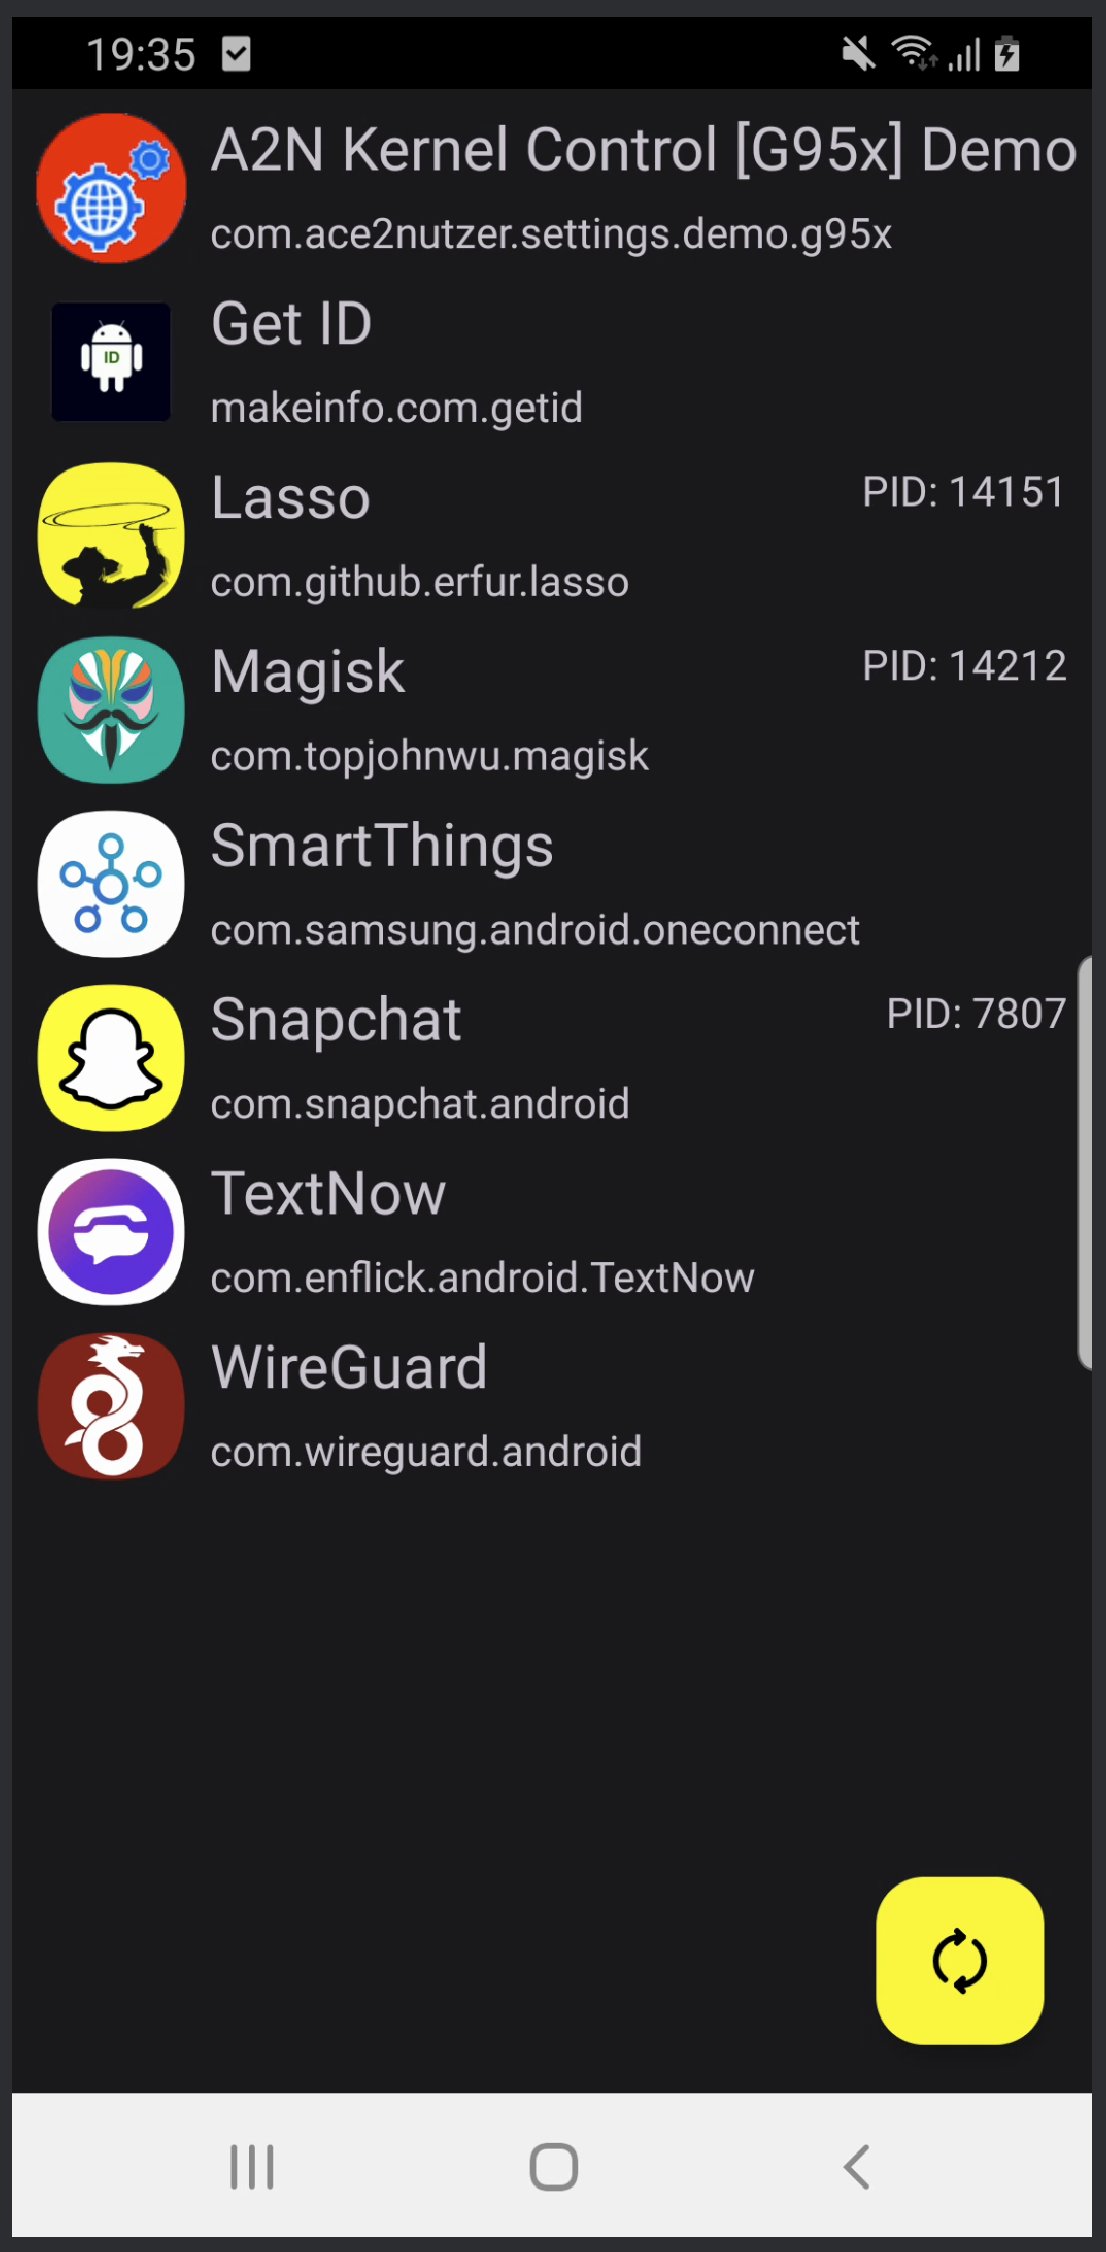 19:35
A2N Kernel Control [G95x] Demo
com.ace2nutzer.settings.demo.g95x
ID
Get ID
makeinfo.com.getid
Lasso
PID: 14151
com.github.erfur.lasso
Magisk
PID: 14212
com.topjohnwu.magisk
SmartThings
com.samsung.android.oneconnect
Snapchat
PID: 7807
com.snapchat.android
TextNow
com.enflick.android.TextNow
WireGuard
com.wireguard.android